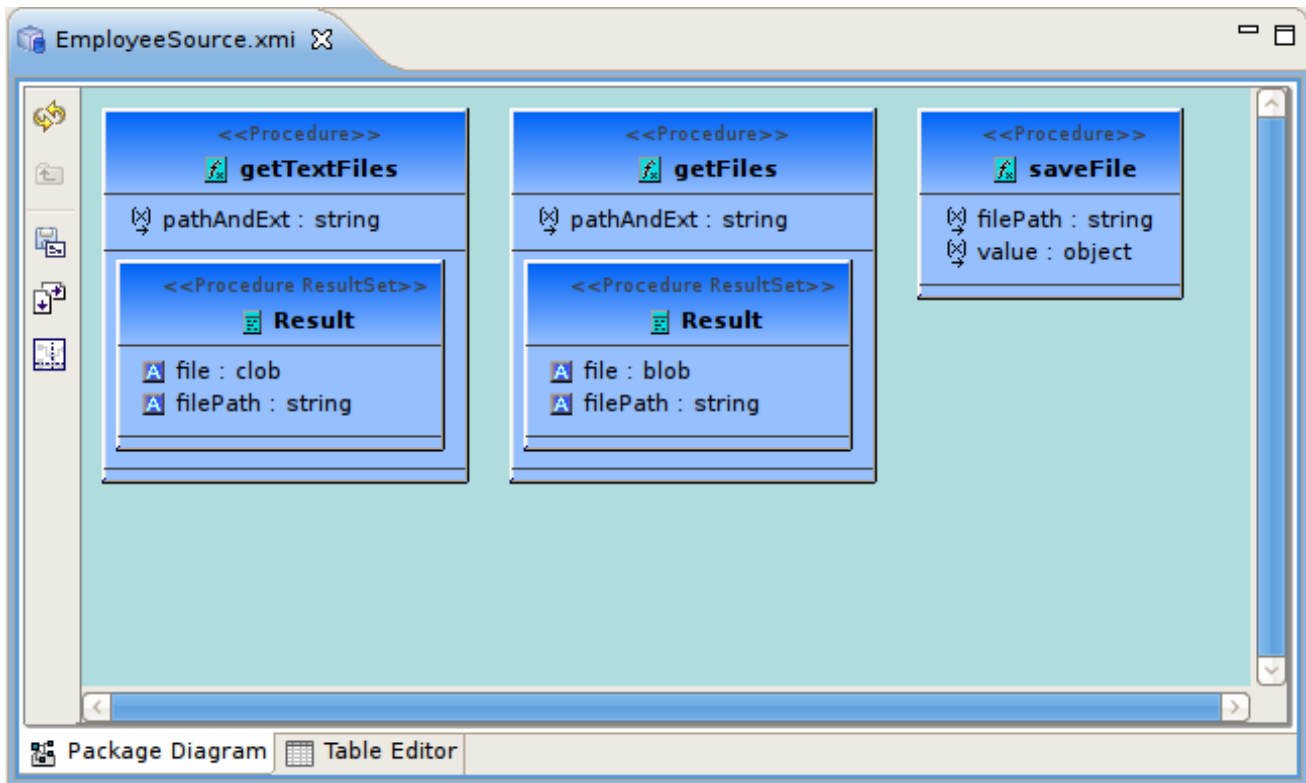 EmployeeSource.xmi
<<Procedure>>
getTextFiles
pathAndExt : string
<<Procedure ResultSet>>
Result
file : clob
filePath : string
<<Procedure>>
getFiles
pathAndExt : string
<<Procedure ResultSet>>
Result
file : blob
filePath : string
<<Procedure>>
saveFile
filePath : string
value : object
Package Diagram
Table Editor